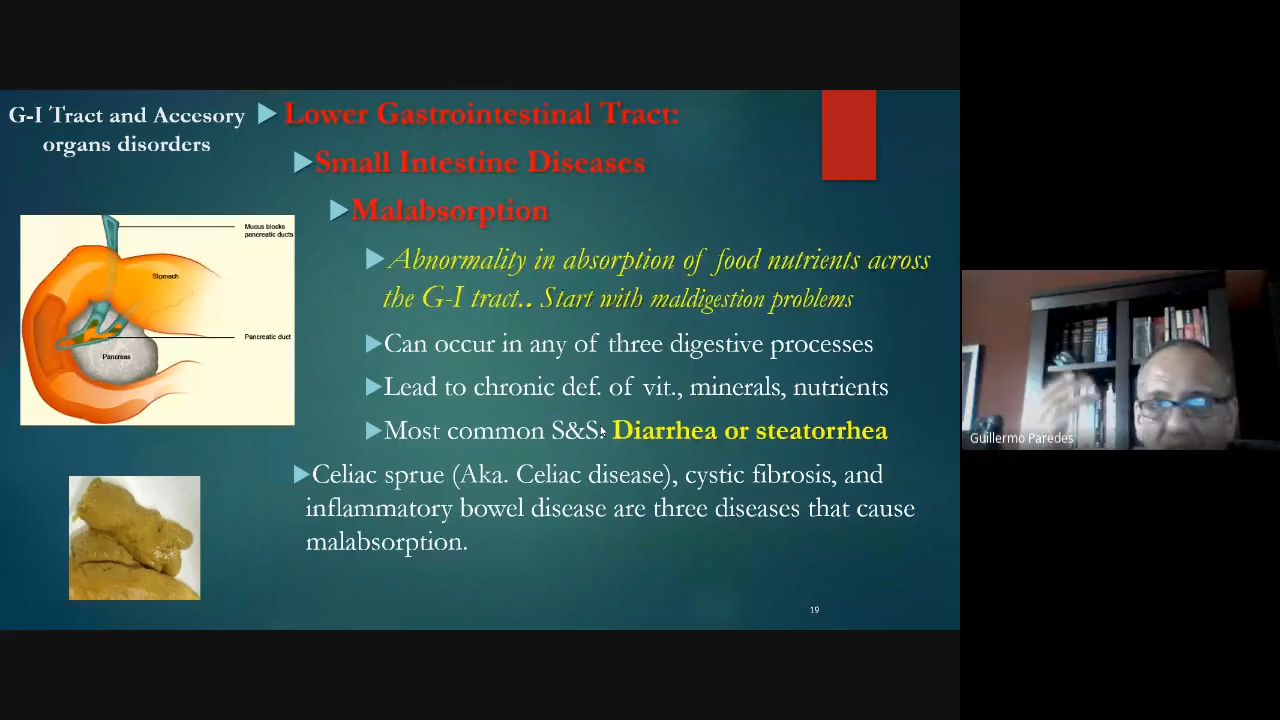 G-I Tract and Accesory
organs disorders
Lower Gastrointestinal Tract:
Small Intestine Diseases
Malabsorption
Abnormality in absorption of food nutrients across
the G-I tract.. Start with maldigestion problems
Can occur in any of three digestive processes
Lead to chronic def. of vit., minerals, nutrients
Most common S&S: Diarrhea or steatorrhea
Celiac sprue (Aka. Celiac disease), cystic fibrosis, and
inflammatory bowel disease are three diseases that cause
malabsorption.
Mucus blocks
pancreatic ducts
Stomach
Pancreatic duct
Pancreas
19
Guillermo Paredes